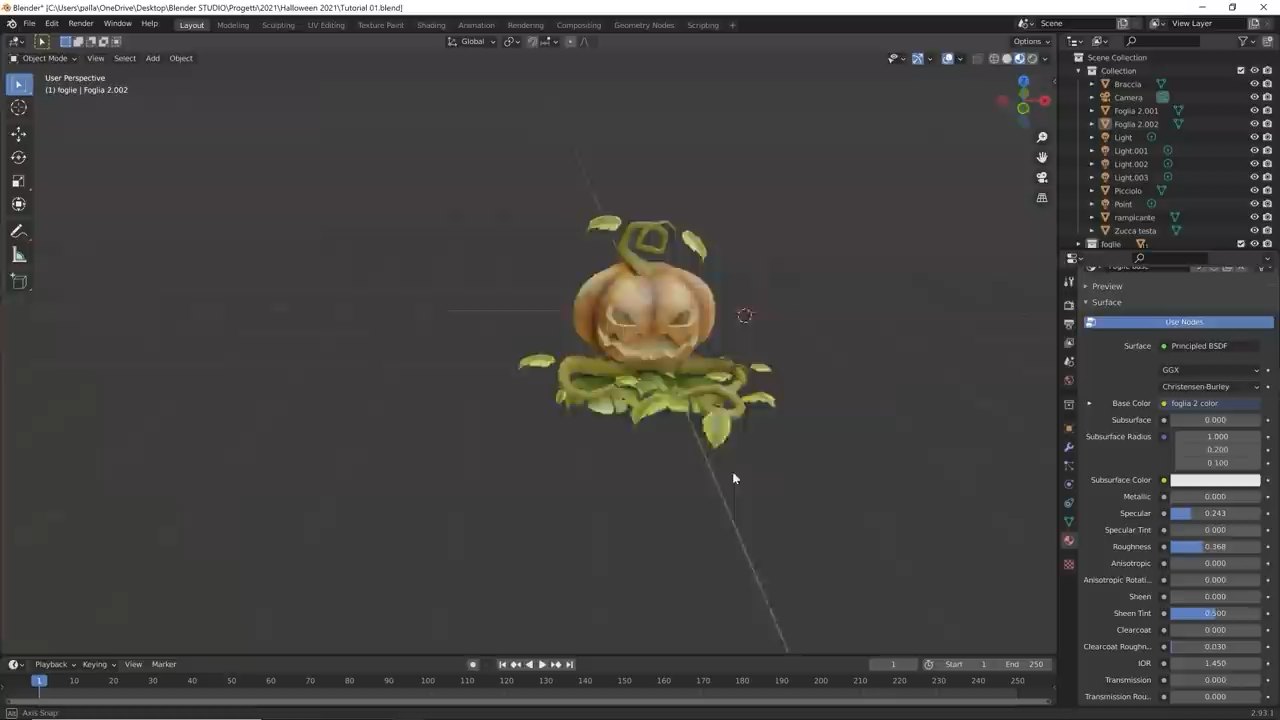 Blender* [C:\Users\palla\OneDrive\Desktop\Blender STUDIO\Progetti\2021\Halloween 2021\Tutorial 01.blend]
File Edit Render Window Help Layout Modeling Sculpting UV Editing Texture Paint Shading Animation Rendering Compositing Geometry Nodes Scripting Scene View Layer
Global Options
Object Mode View Select Add Object
User Perspective
(1) foglie | Foglia 2.002
Scene Collection
Collection
Braccia
Camera
Foglia 2.001
Foglia 2.002
Light
Light.001
Light.002
Light.003
Picciolo
Point
rampicante
Zucca testa
foglie
Preview
Surface
Use Nodes
Surface Principled BSDF
GGX
Christensen-Burley
Base Color foglia 2 color
Subsurface 0.000
Subsurface Radius 1.000
0.200
0.100
Subsurface Color
Metallic 0.000
Specular 0.243
Specular Tint 0.000
Roughness 0.368
Anisotropic 0.000
Anisotropic Rotati... 0.000
Sheen 0.000
Sheen Tint 0.500
Clearcoat 0.000
Clearcoat Roughn... 0.030
IOR 1.450
Transmission 0.000
Transmission Rou... 0.000
Playback Keying View Marker 1 Start 1 End 250
1 10 20 30 40 50 60 70 80 90 100 110 120 130 140 150 160 170 180 190 200 210 220 230 240 250
Axis Snap 2.93.1